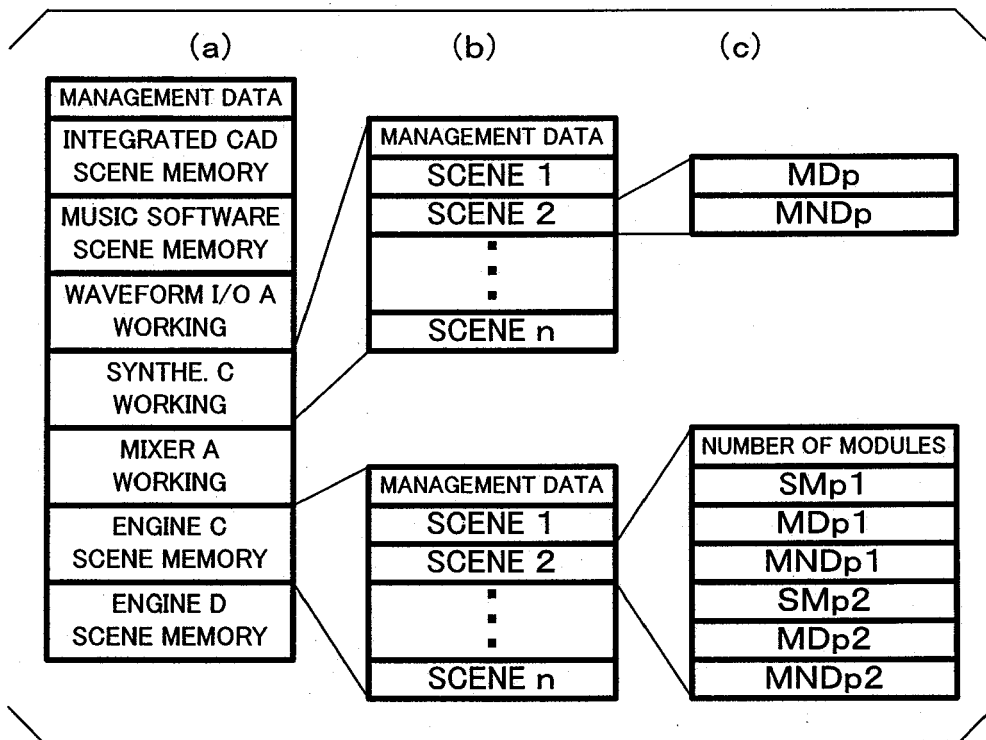 (a)
(b)
(c)
MANAGEMENT DATA
INTEGRATED CAD
SCENE MEMORY
MUSIC SOFTWARE
SCENE MEMORY
WAVEFORM I/O A
WORKING
SYNTHE. C
WORKING
MIXER A
WORKING
ENGINE C
SCENE MEMORY
ENGINE D
SCENE MEMORY
MANAGEMENT DATA
SCENE 1
SCENE 2
SCENE n
MANAGEMENT DATA
SCENE 1
SCENE 2
SCENE n
MDp
MNDp
NUMBER OF MODULES
SMp1
MDp1
MNDp1
SMp2
MDp2
MNDp2